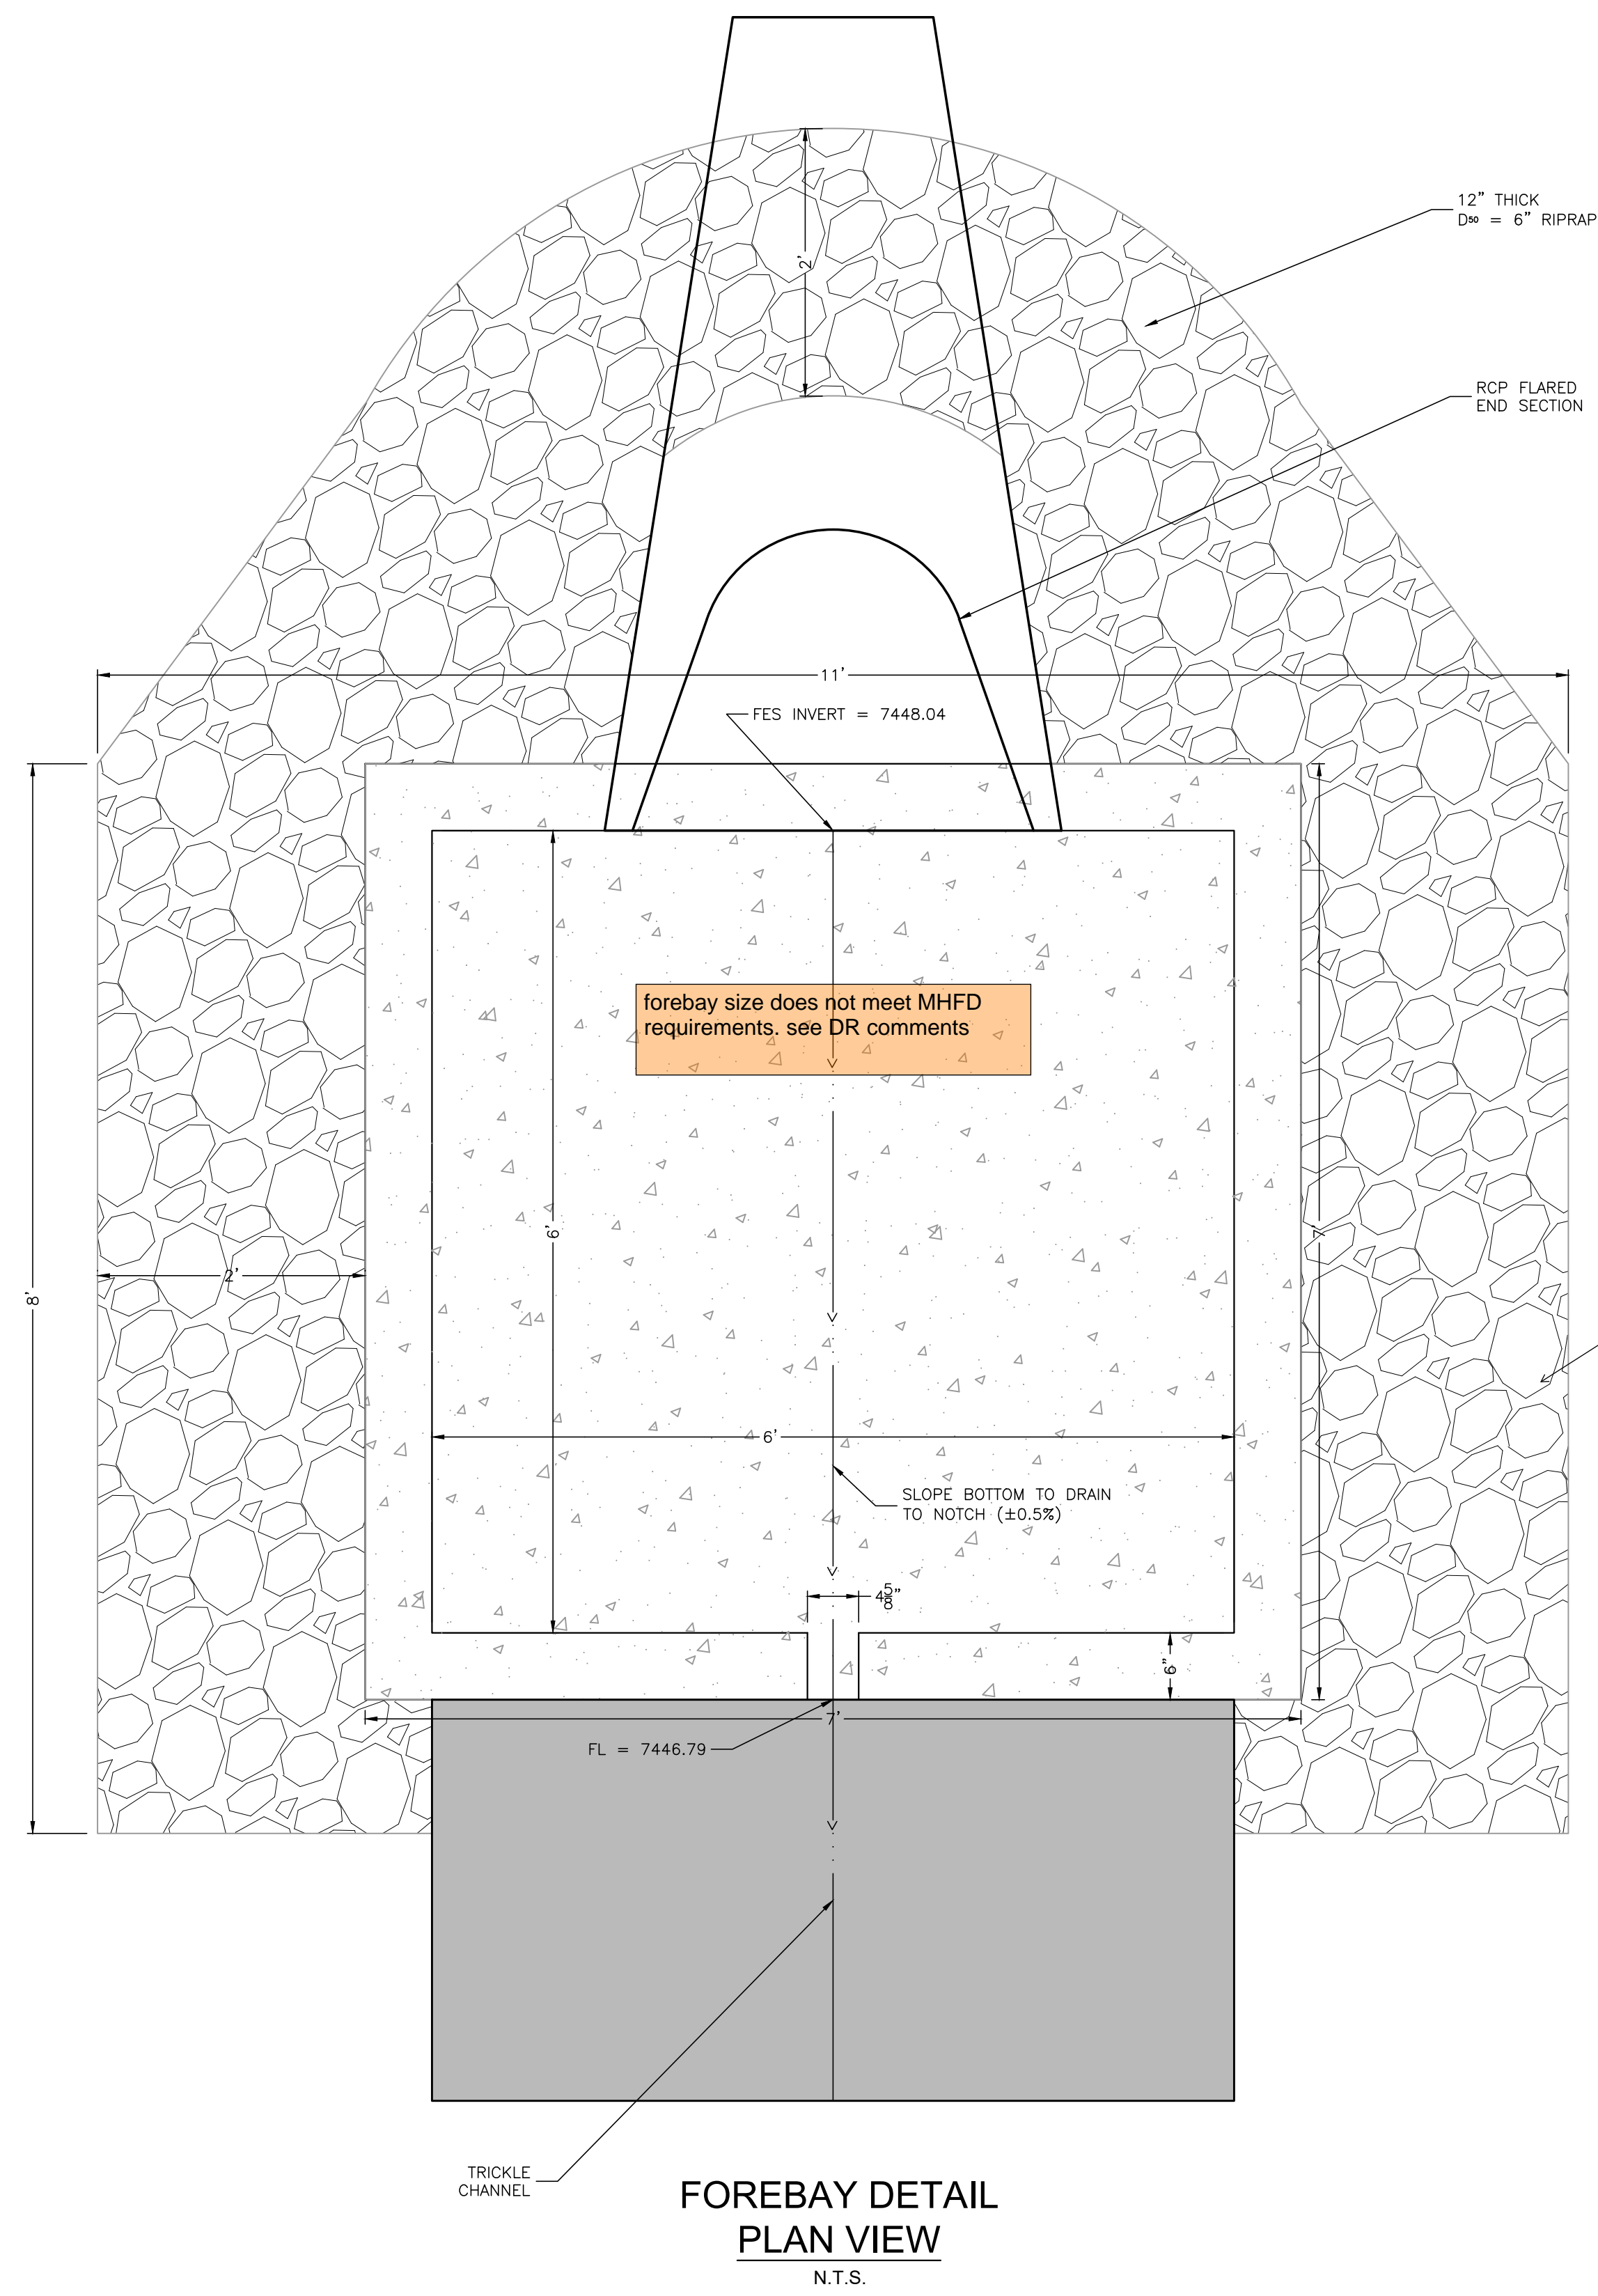 12" THICK
D50 = 6" RIPRAP
2'
RCP FLARED
END SECTION
11'
FES INVERT = 7448.04
forebay size does not meet MHFD
requirements. see DR comments
6'
7'
2'
8'
6'
SLOPE BOTTOM TO DRAIN
TO NOTCH (±0.5%)
4 5/8"
6"
7'
FL = 7446.79
TRICKLE
CHANNEL
FOREBAY DETAIL
PLAN VIEW
N.T.S.